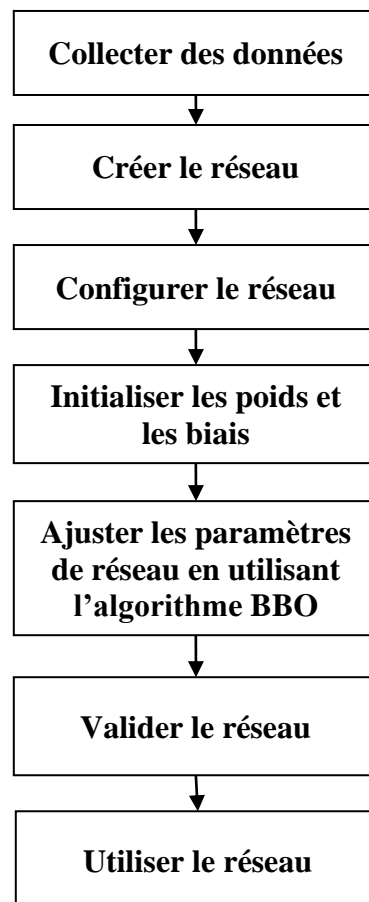 Collecter des données
Créer le réseau
Configurer le réseau
Initialiser les poids et
les biais
Ajuster les paramètres
de réseau en utilisant
l’algorithme BBO
Valider le réseau
Utiliser le réseau